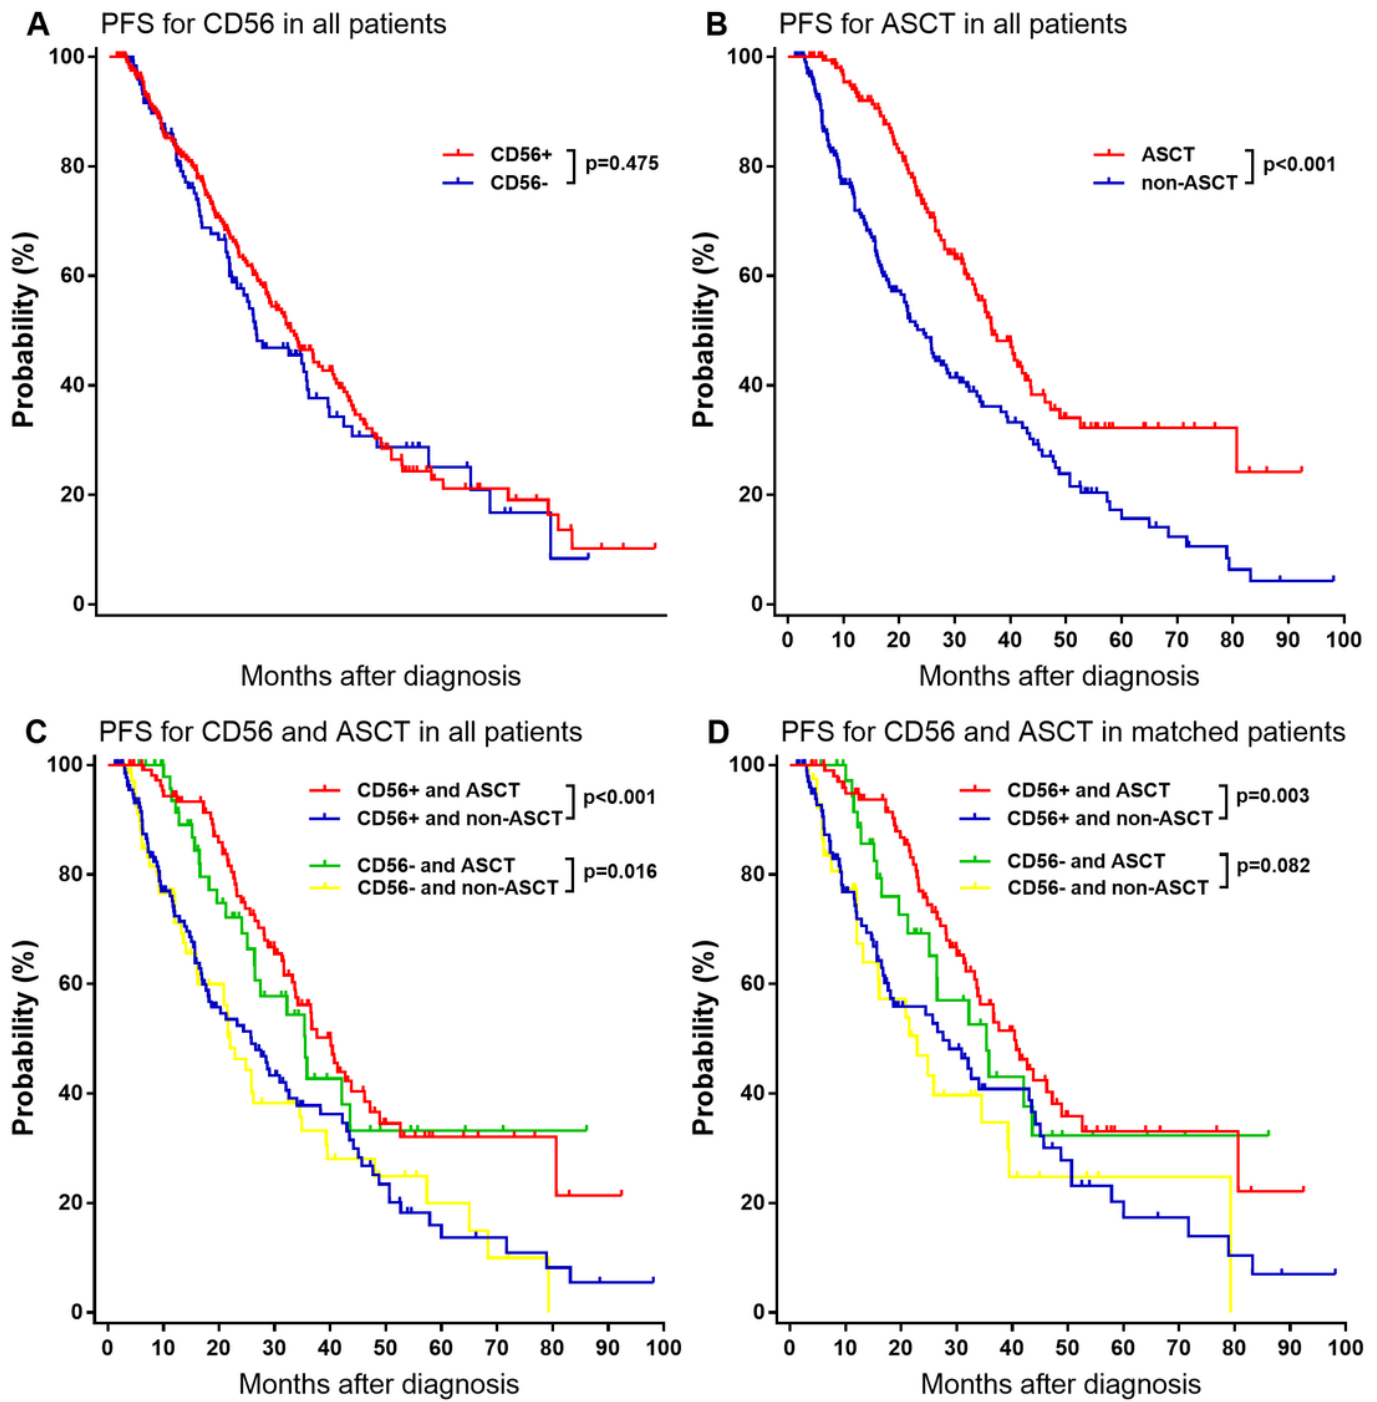 A PFS for CD56 in all patients
Probability (%)
100
80
60
40
20
0
CD56+
CD56-
p=0.475
Months after diagnosis
B PFS for ASCT in all patients
Probability (%)
100
80
60
40
20
0
ASCT
non-ASCT
p<0.001
0 10 20 30 40 50 60 70 80 90 100
Months after diagnosis
C PFS for CD56 and ASCT in all patients
Probability (%)
100
80
60
40
20
0
CD56+ and ASCT
CD56+ and non-ASCT
p<0.001
CD56- and ASCT
CD56- and non-ASCT
p=0.016
0 10 20 30 40 50 60 70 80 90 100
Months after diagnosis
D PFS for CD56 and ASCT in matched patients
Probability (%)
100
80
60
40
20
0
CD56+ and ASCT
CD56+ and non-ASCT
p=0.003
CD56- and ASCT
CD56- and non-ASCT
p=0.082
0 10 20 30 40 50 60 70 80 90 100
Months after diagnosis